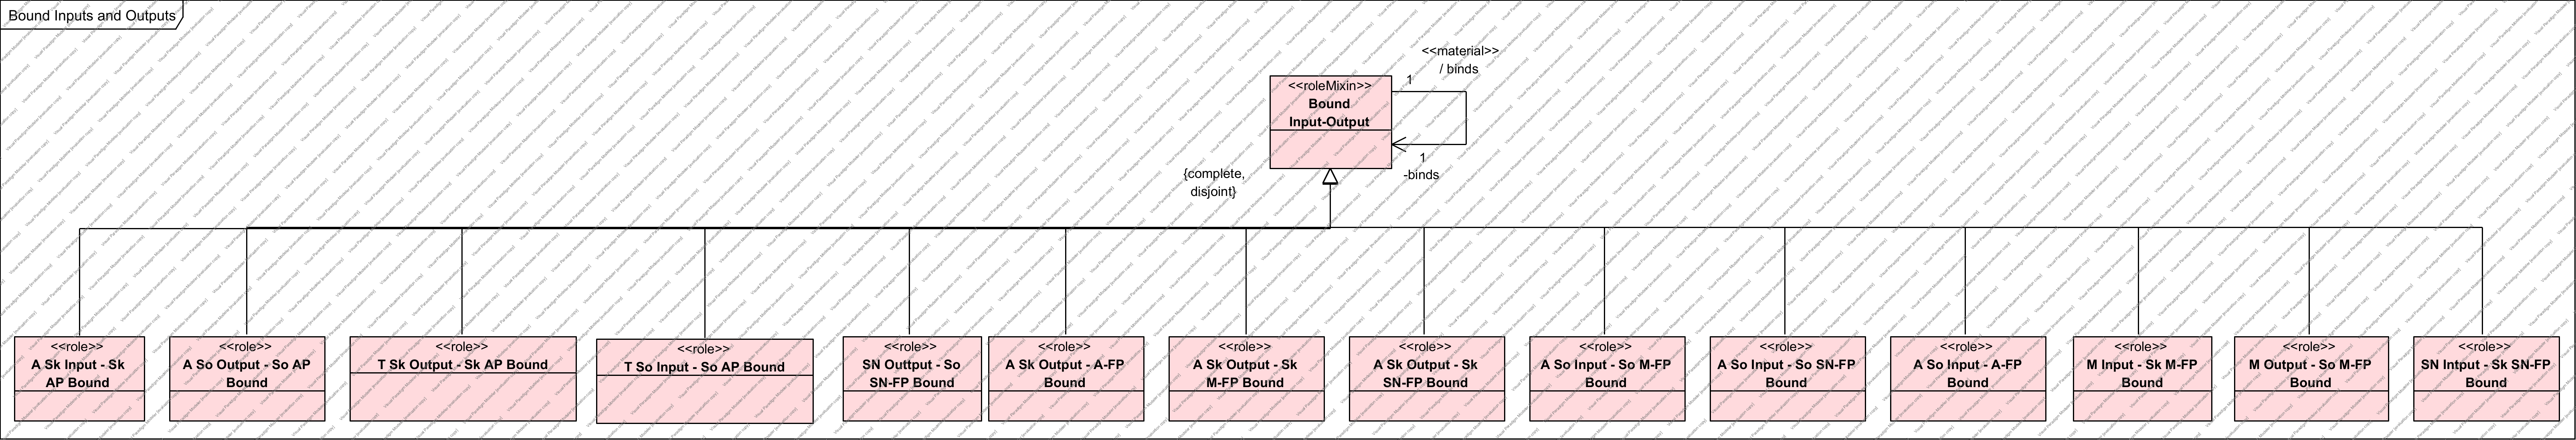 Bound Inputs and Outputs
<<material>>
/ binds
1
<<roleMixin>>
Bound
Input-Output
1
-binds
{complete,
disjoint}
<<role>>
A Sk Input - Sk
AP Bound
<<role>>
A So Output - So AP
Bound
<<role>>
T Sk Output - Sk AP Bound
<<role>>
T So Input - So AP Bound
<<role>>
SN Outtput - So
SN-FP Bound
<<role>>
A Sk Output - A-FP
Bound
<<role>>
A Sk Output - Sk
M-FP Bound
<<role>>
A Sk Output - Sk
SN-FP Bound
<<role>>
A So Input - So M-FP
Bound
<<role>>
A So Input - So SN-FP
Bound
<<role>>
A So Input - A-FP
Bound
<<role>>
M Input - Sk M-FP
Bound
<<role>>
M Output - So M-FP
Bound
<<role>>
SN Intput - Sk SN-FP
Bound